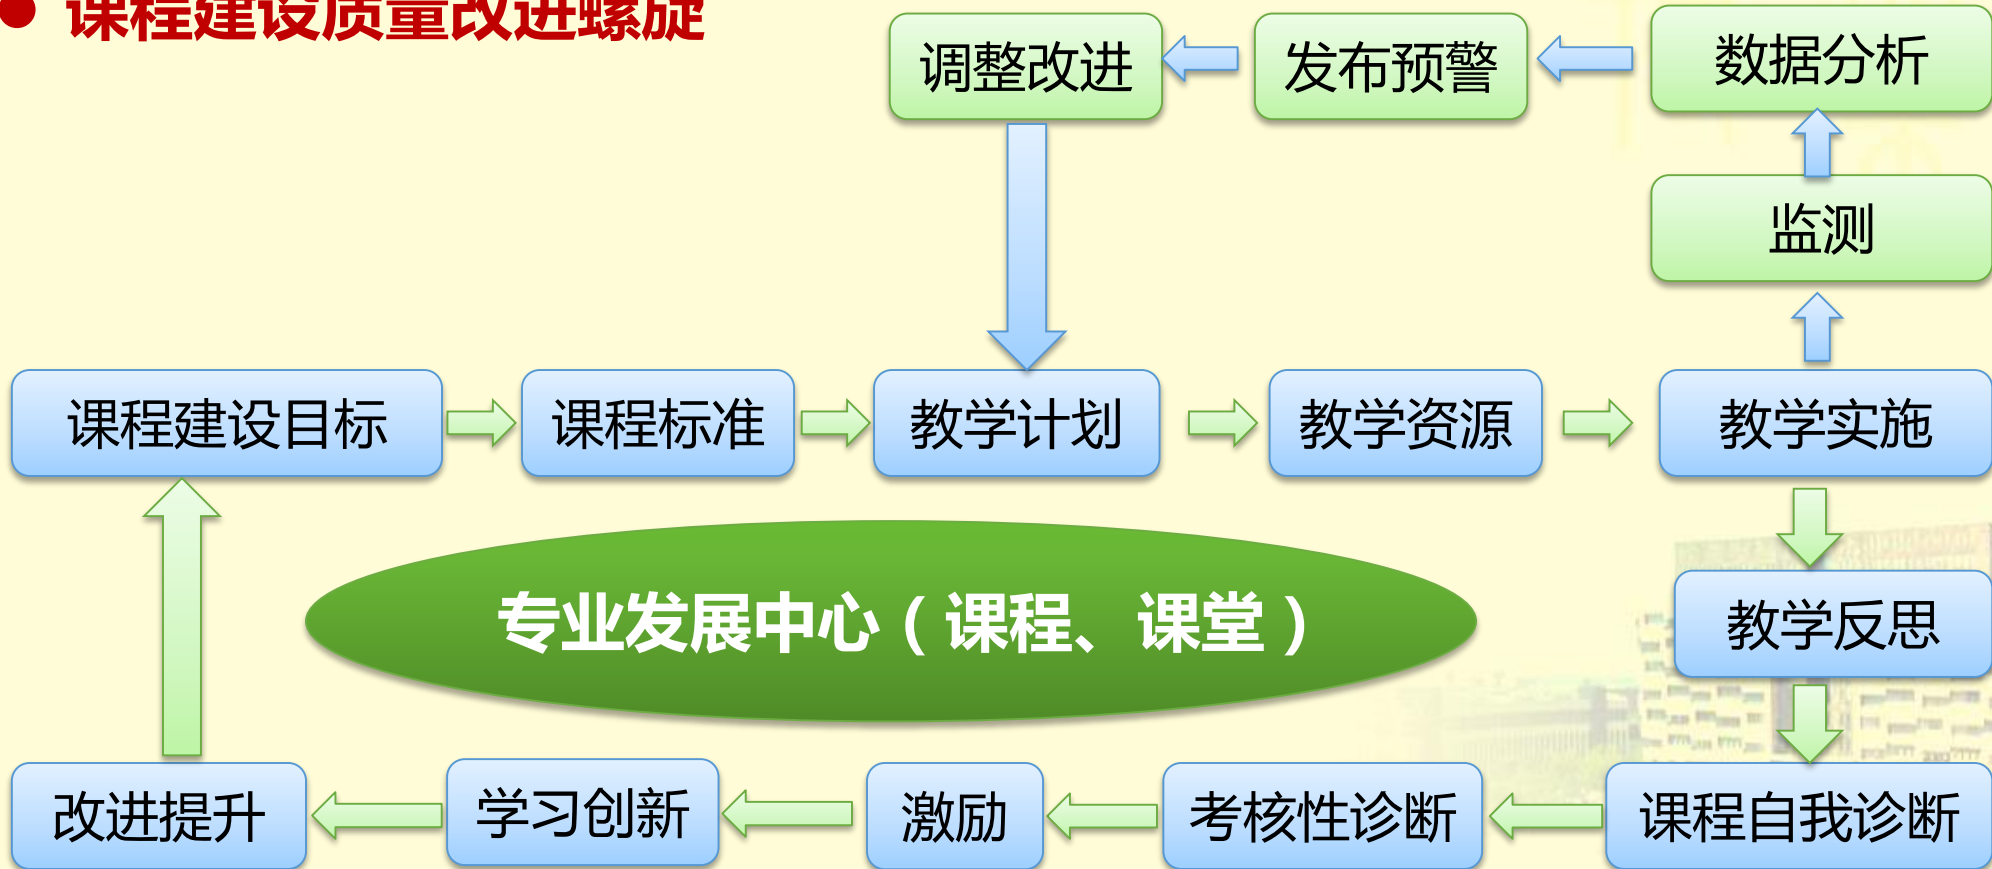 课程建设质量改进螺旋
调整改进
发布预警
数据分析
监测
课程建设目标
课程标准
教学计划
教学资源
教学实施
专业发展中心（课程、课堂）
教学反思
改进提升
学习创新
激励
考核性诊断
课程自我诊断